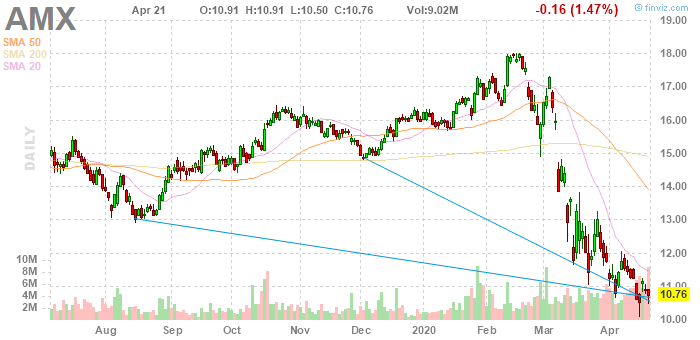 AMX
Apr 21 O:10.91 H:10.91 L:10.50 C:10.76 Vol:9.02M -0.16 (1.47%)
© finviz.com
SMA 50
SMA 200
SMA 20
DAILY
19.00
18.00
17.00
16.00
15.00
14.00
13.00
12.00
11.00
10.76
10.00
10M
8M
6M
4M
2M
Aug Sep Oct Nov Dec 2020 Feb Mar Apr